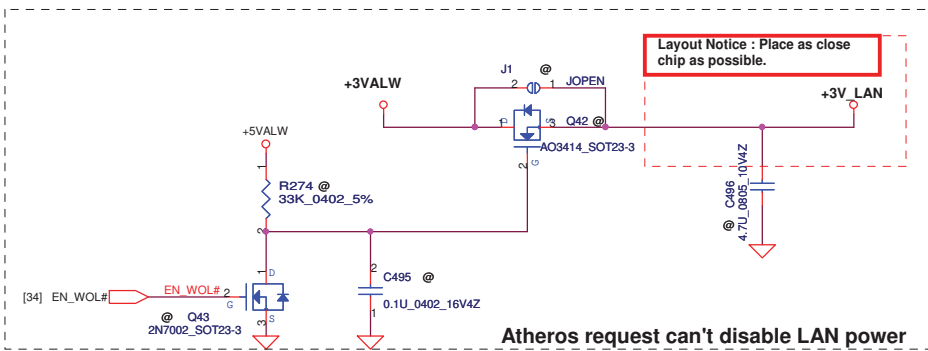 Layout Notice : Place as close
chip as possible.
J1 @
2 1 JOPEN
+3VALW
+3V_LAN
1 D S 3 Q42 @
AO3414_SOT23-3
2 G
+5VALW
1
R274 @
33K_0402_5%
2
@ C496
4.7U_0805_10V4Z
1 D
2
C495 @
0.1U_0402_16V4Z
1
[34] EN_WOL# EN_WOL# 2
G
@ Q43
2N7002_SOT23-3
3 S
Atheros request can't disable LAN power